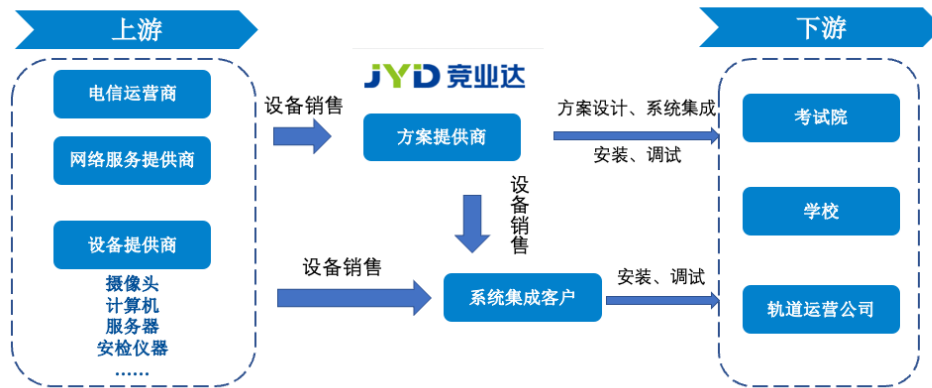 上游
电信运营商
网络服务提供商
设备提供商
摄像头
计算机
服务器
安检仪器
……
设备销售
设备销售
JYD 竞业达
方案提供商
设备销售
系统集成客户
方案设计、系统集成
安装、调试
安装、调试
下游
考试院
学校
轨道运营公司